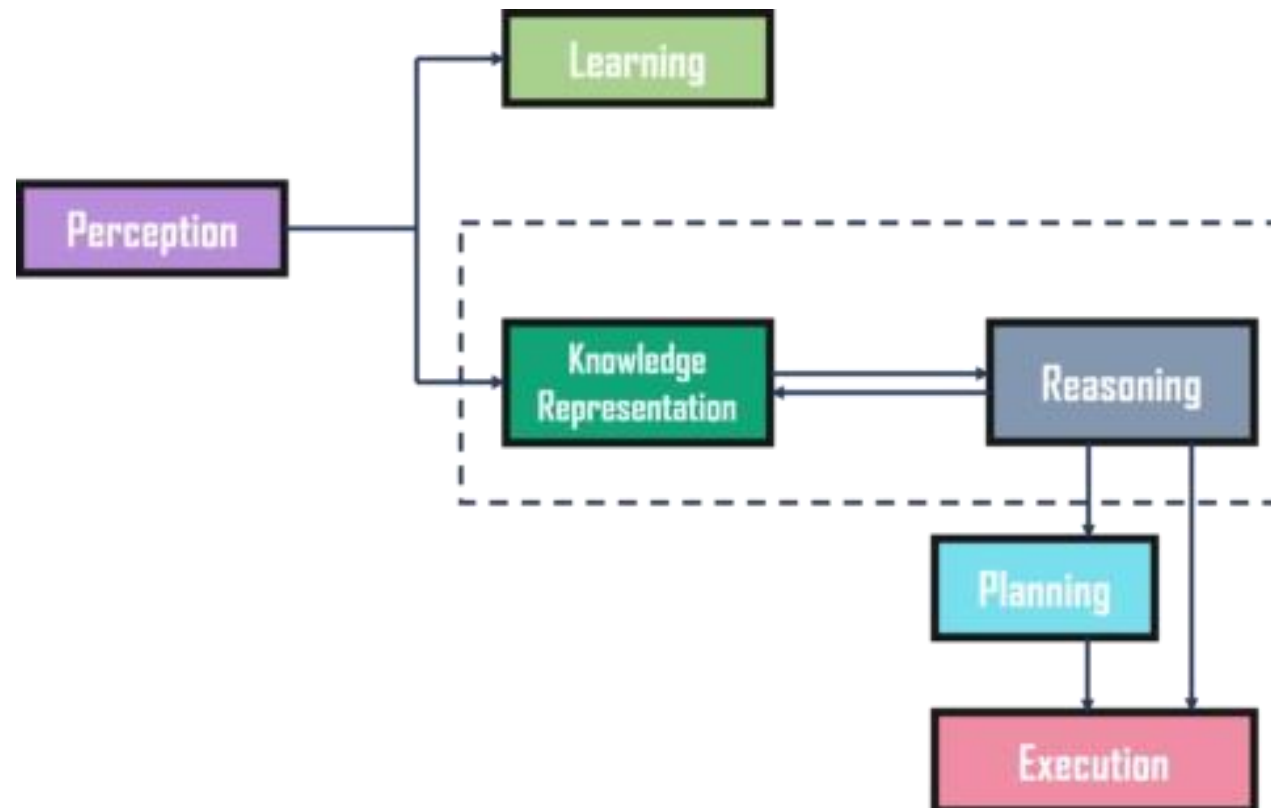 Learning
Perception
Knowledge
Representation
Reasoning
Planning
Execution